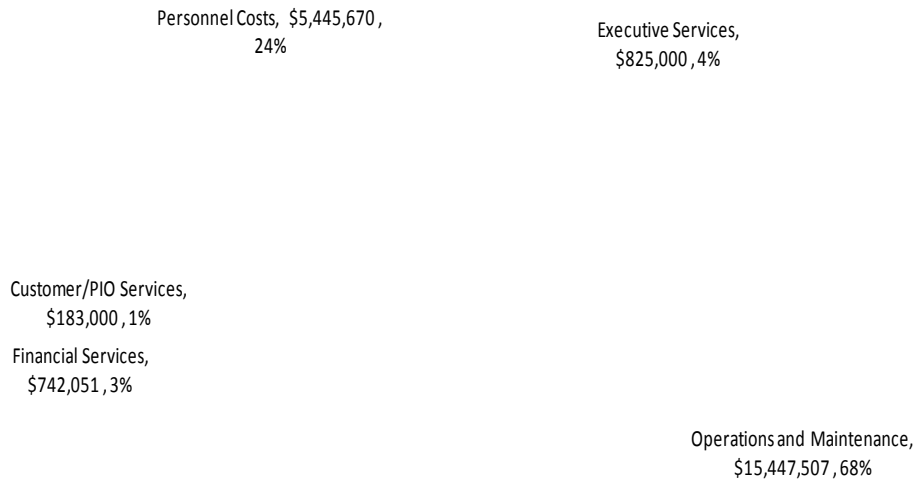 Personnel Costs, $5,445,670 ,
24%
Executive Services,
$825,000 , 4%
Customer/PIO Services,
$183,000 , 1%
Financial Services,
$742,051 , 3%
Operations and Maintenance,
$15,447,507 , 68%